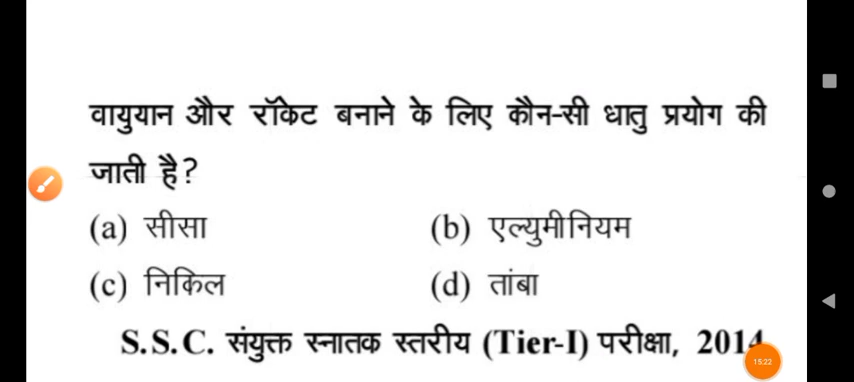 वायुयान और रॉकेट बनाने के लिए कौन-सी धातु प्रयोग की
जाती है?
(a) सीसा (b) एल्युमीनियम
(c) निकिल (d) तांबा
S.S.C. संयुक्त स्नातक स्तरीय (Tier-I) परीक्षा, 2014
15:22